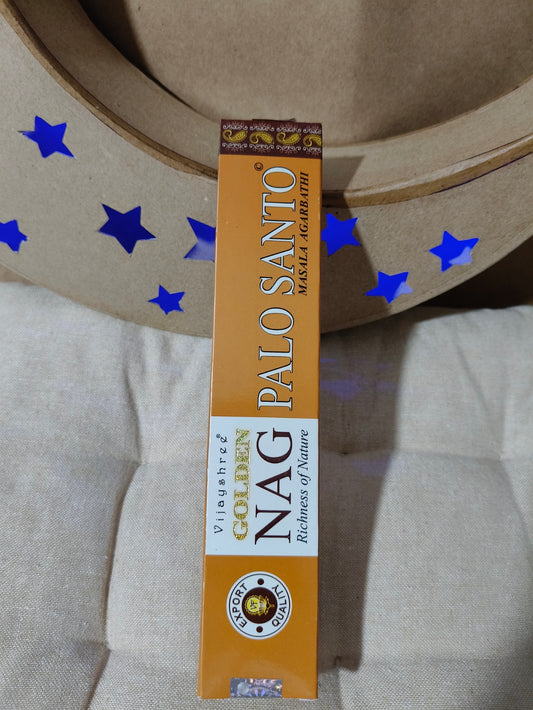 PALO SANTO©
MASALA AGARBATHI
Vijayshree®
GOLDEN
NAG
Richness of Nature
EXPORT
QUALITY